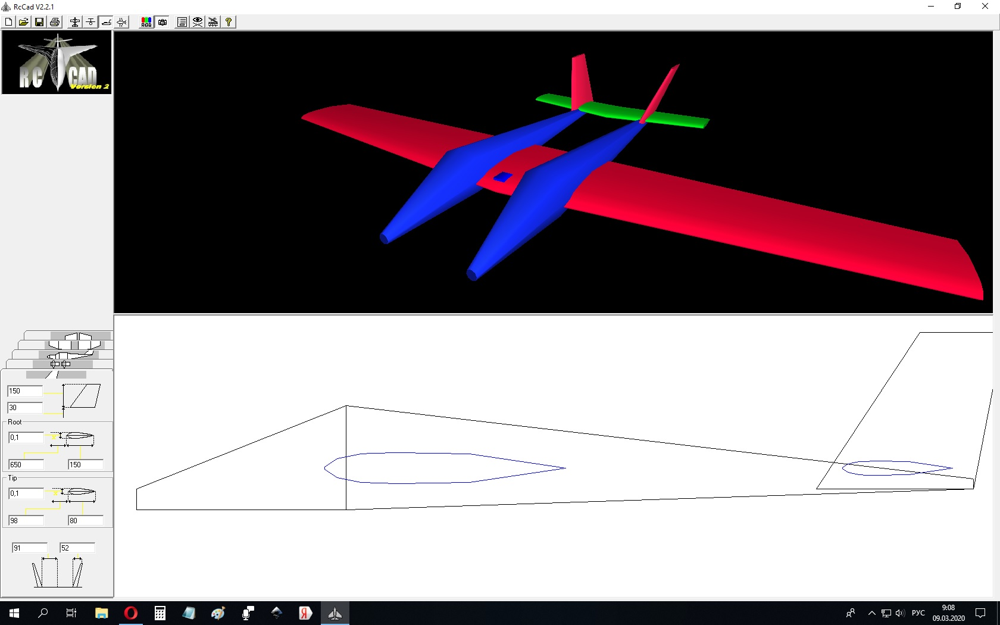 RcCad V2.2.1
RGB
?
RC CAD
Version 2
150
30
Root
0,1
650
150
Tip
0,1
98
80
91
52
Я
РУС
9:08
09.03.2020